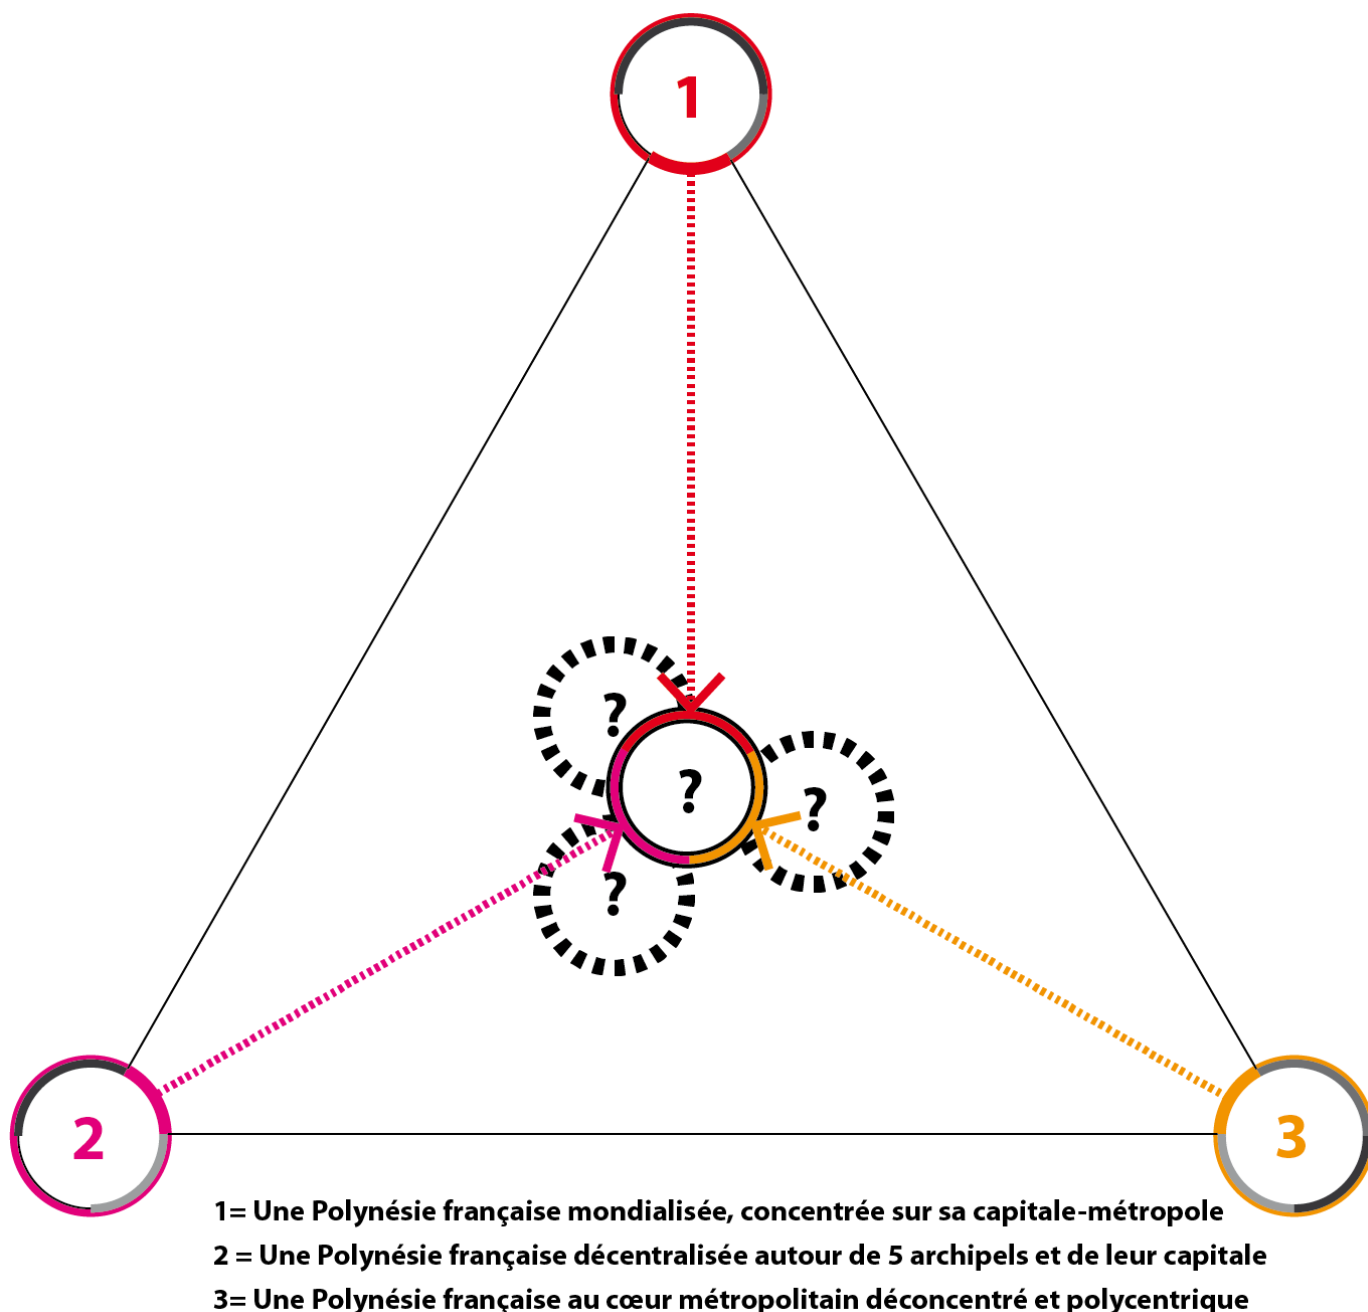 1
?
?
?
?
2
3
1= Une Polynésie française mondialisée, concentrée sur sa capitale-métropole
2 = Une Polynésie française décentralisée autour de 5 archipels et de leur capitale
3= Une Polynésie française au cœur métropolitain déconcentré et polycentrique